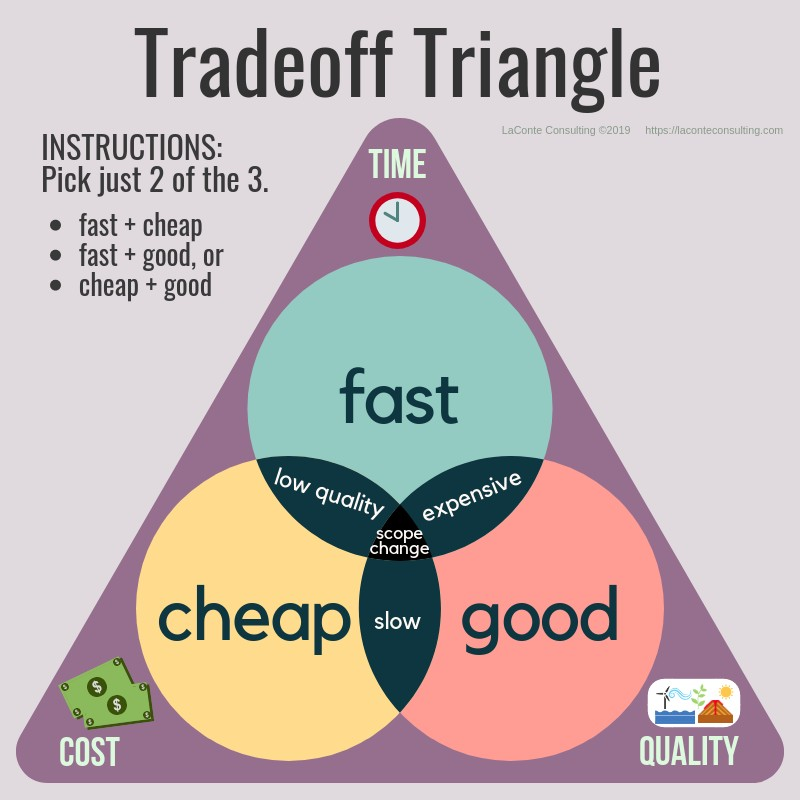 Tradeoff Triangle
LaConte Consulting ©2019 https://laconteconsulting.com
INSTRUCTIONS:
Pick just 2 of the 3.
• fast + cheap
• fast + good, or
• cheap + good
TIME
fast
low quality
expensive
scope
change
cheap
slow
good
$
$
COST
QUALITY